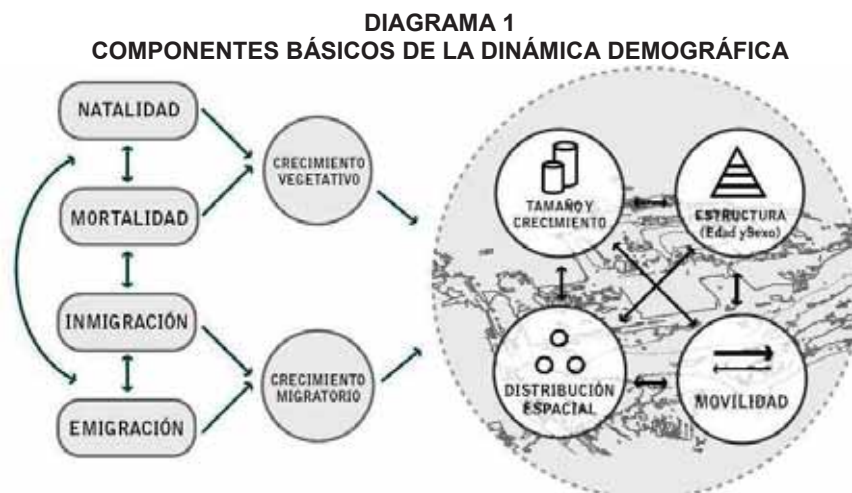 DIAGRAMA 1
COMPONENTES BÁSICOS DE LA DINÁMICA DEMOGRÁFICA
NATALIDAD
MORTALIDAD
INMIGRACIÓN
EMIGRACIÓN
CRECIMIENTO
VEGETATIVO
CRECIMIENTO
MIGRATORIO
TAMAÑO Y
CRECIMIENTO
ESTRUCTURA
(Edad ySexo)
DISTRIBUCIÓN
ESPACIAL
MOVILIDAD